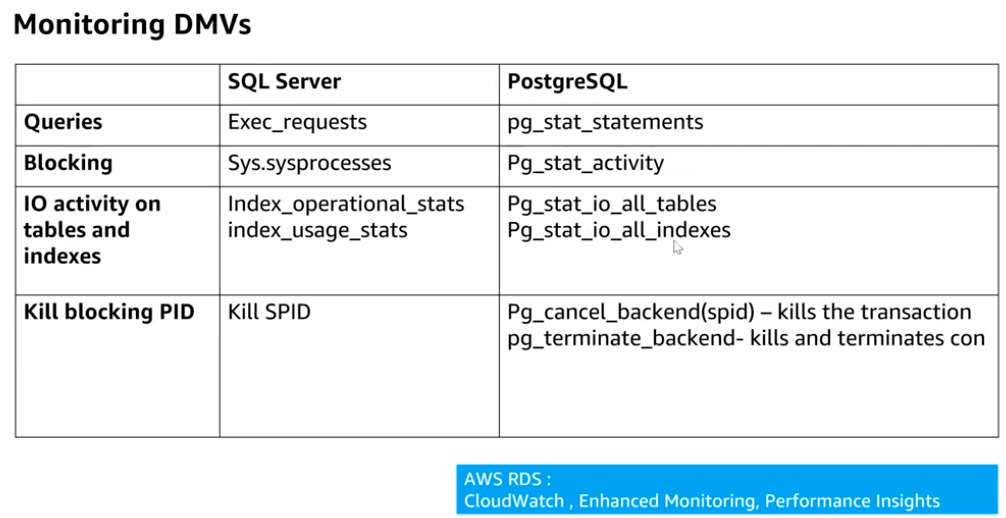 Monitoring DMVs
SQL Server
PostgreSQL
Queries
Exec_requests
pg_stat_statements
Blocking
Sys.sysprocesses
Pg_stat_activity
IO activity on
tables and
indexes
Index_operational_stats
index_usage_stats
Pg_stat_io_all_tables
Pg_stat_io_all_indexes
Kill blocking PID
Kill SPID
Pg_cancel_backend(spid) – kills the transaction
pg_terminate_backend- kills and terminates con
AWS RDS :
CloudWatch , Enhanced Monitoring, Performance Insights